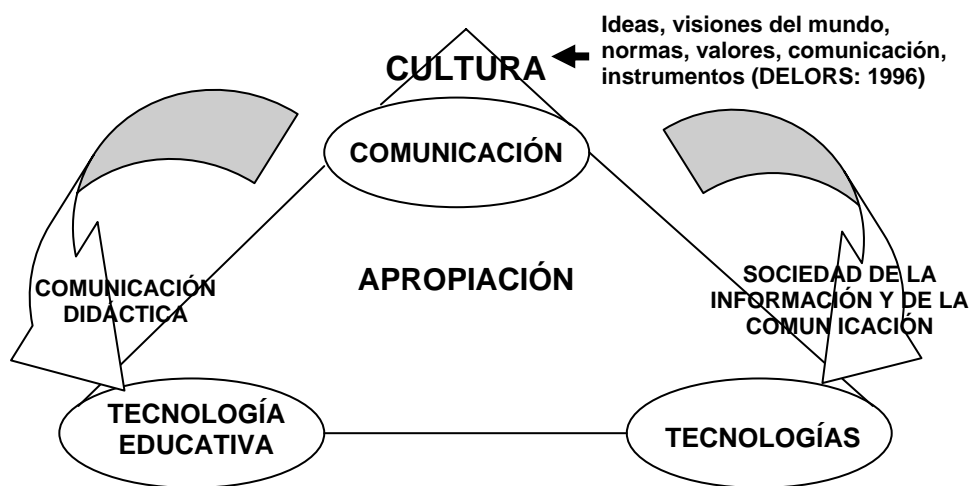 Ideas, visiones del mundo,
normas, valores, comunicación,
instrumentos (DELORS: 1996)
CULTURA
COMUNICACIÓN
APROPIACIÓN
COMUNICACIÓN
DIDÁCTICA
SOCIEDAD DE LA
INFORMACIÓN Y DE LA
COMUN ICACIÓN
TECNOLOGÍA
EDUCATIVA
TECNOLOGÍAS